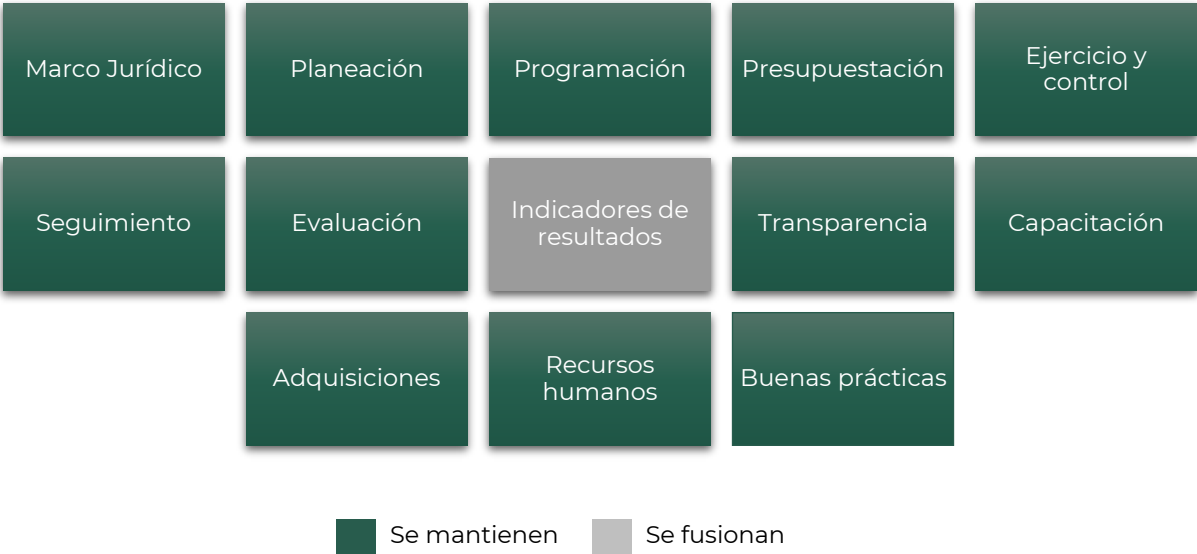 Marco Jurídico
Planeación
Programación
Presupuestación
Ejercicio y
control
Seguimiento
Evaluación
Indicadores de
resultados
Transparencia
Capacitación
Adquisiciones
Recursos
humanos
Buenas prácticas
Se mantienen
Se fusionan